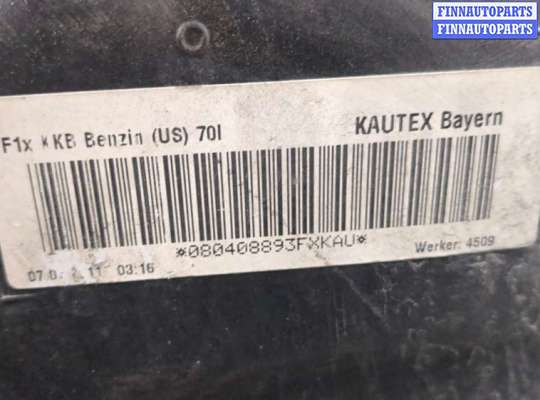 FINNAUTOPARTS
FINNAUTOPARTS
F1x KKB Benzin (US) 70l
KAUTEX Bayern
*080408893FXKAU*
03:16
Werker: 4509